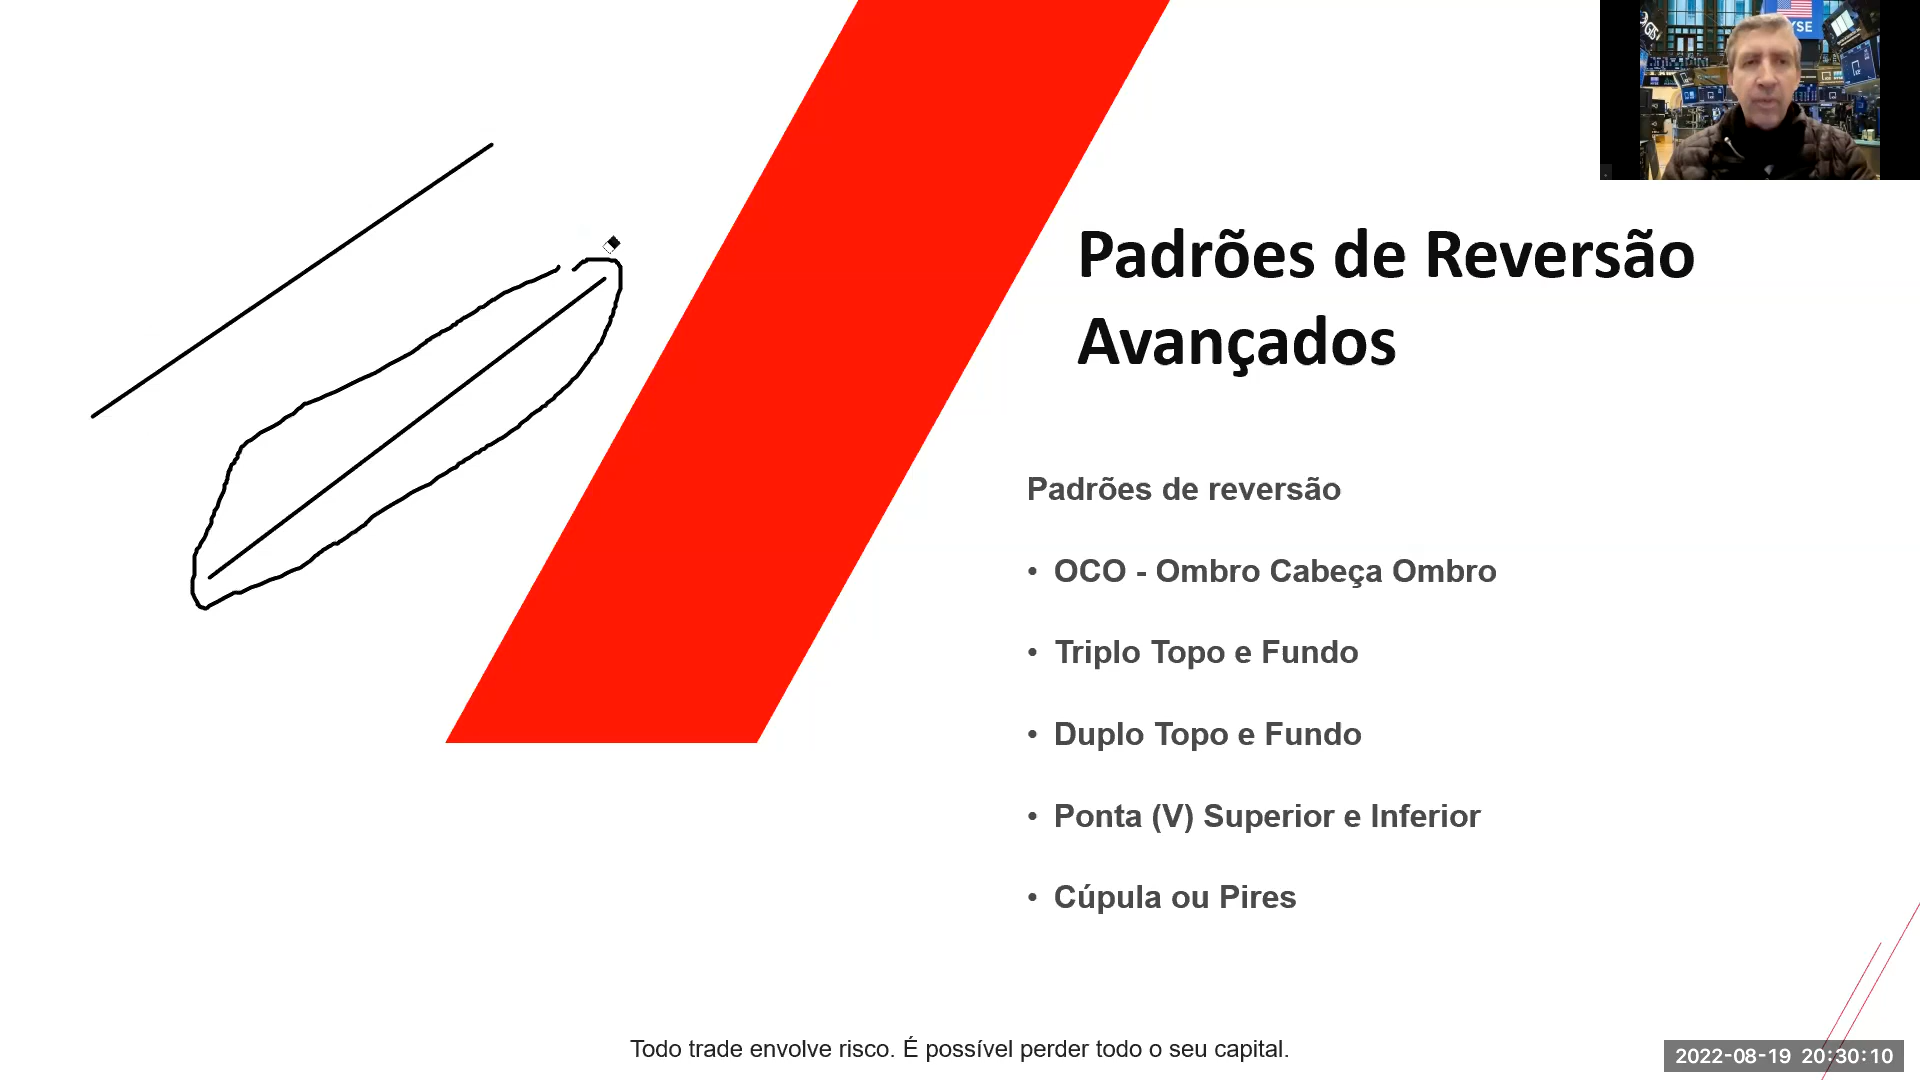 YSE
Padrões de Reversão
Avançados
Padrões de reversão
• OCO - Ombro Cabeça Ombro
• Triplo Topo e Fundo
• Duplo Topo e Fundo
• Ponta (V) Superior e Inferior
• Cúpula ou Pires
Todo trade envolve risco. É possível perder todo o seu capital.
2022-08-19 20:30:10